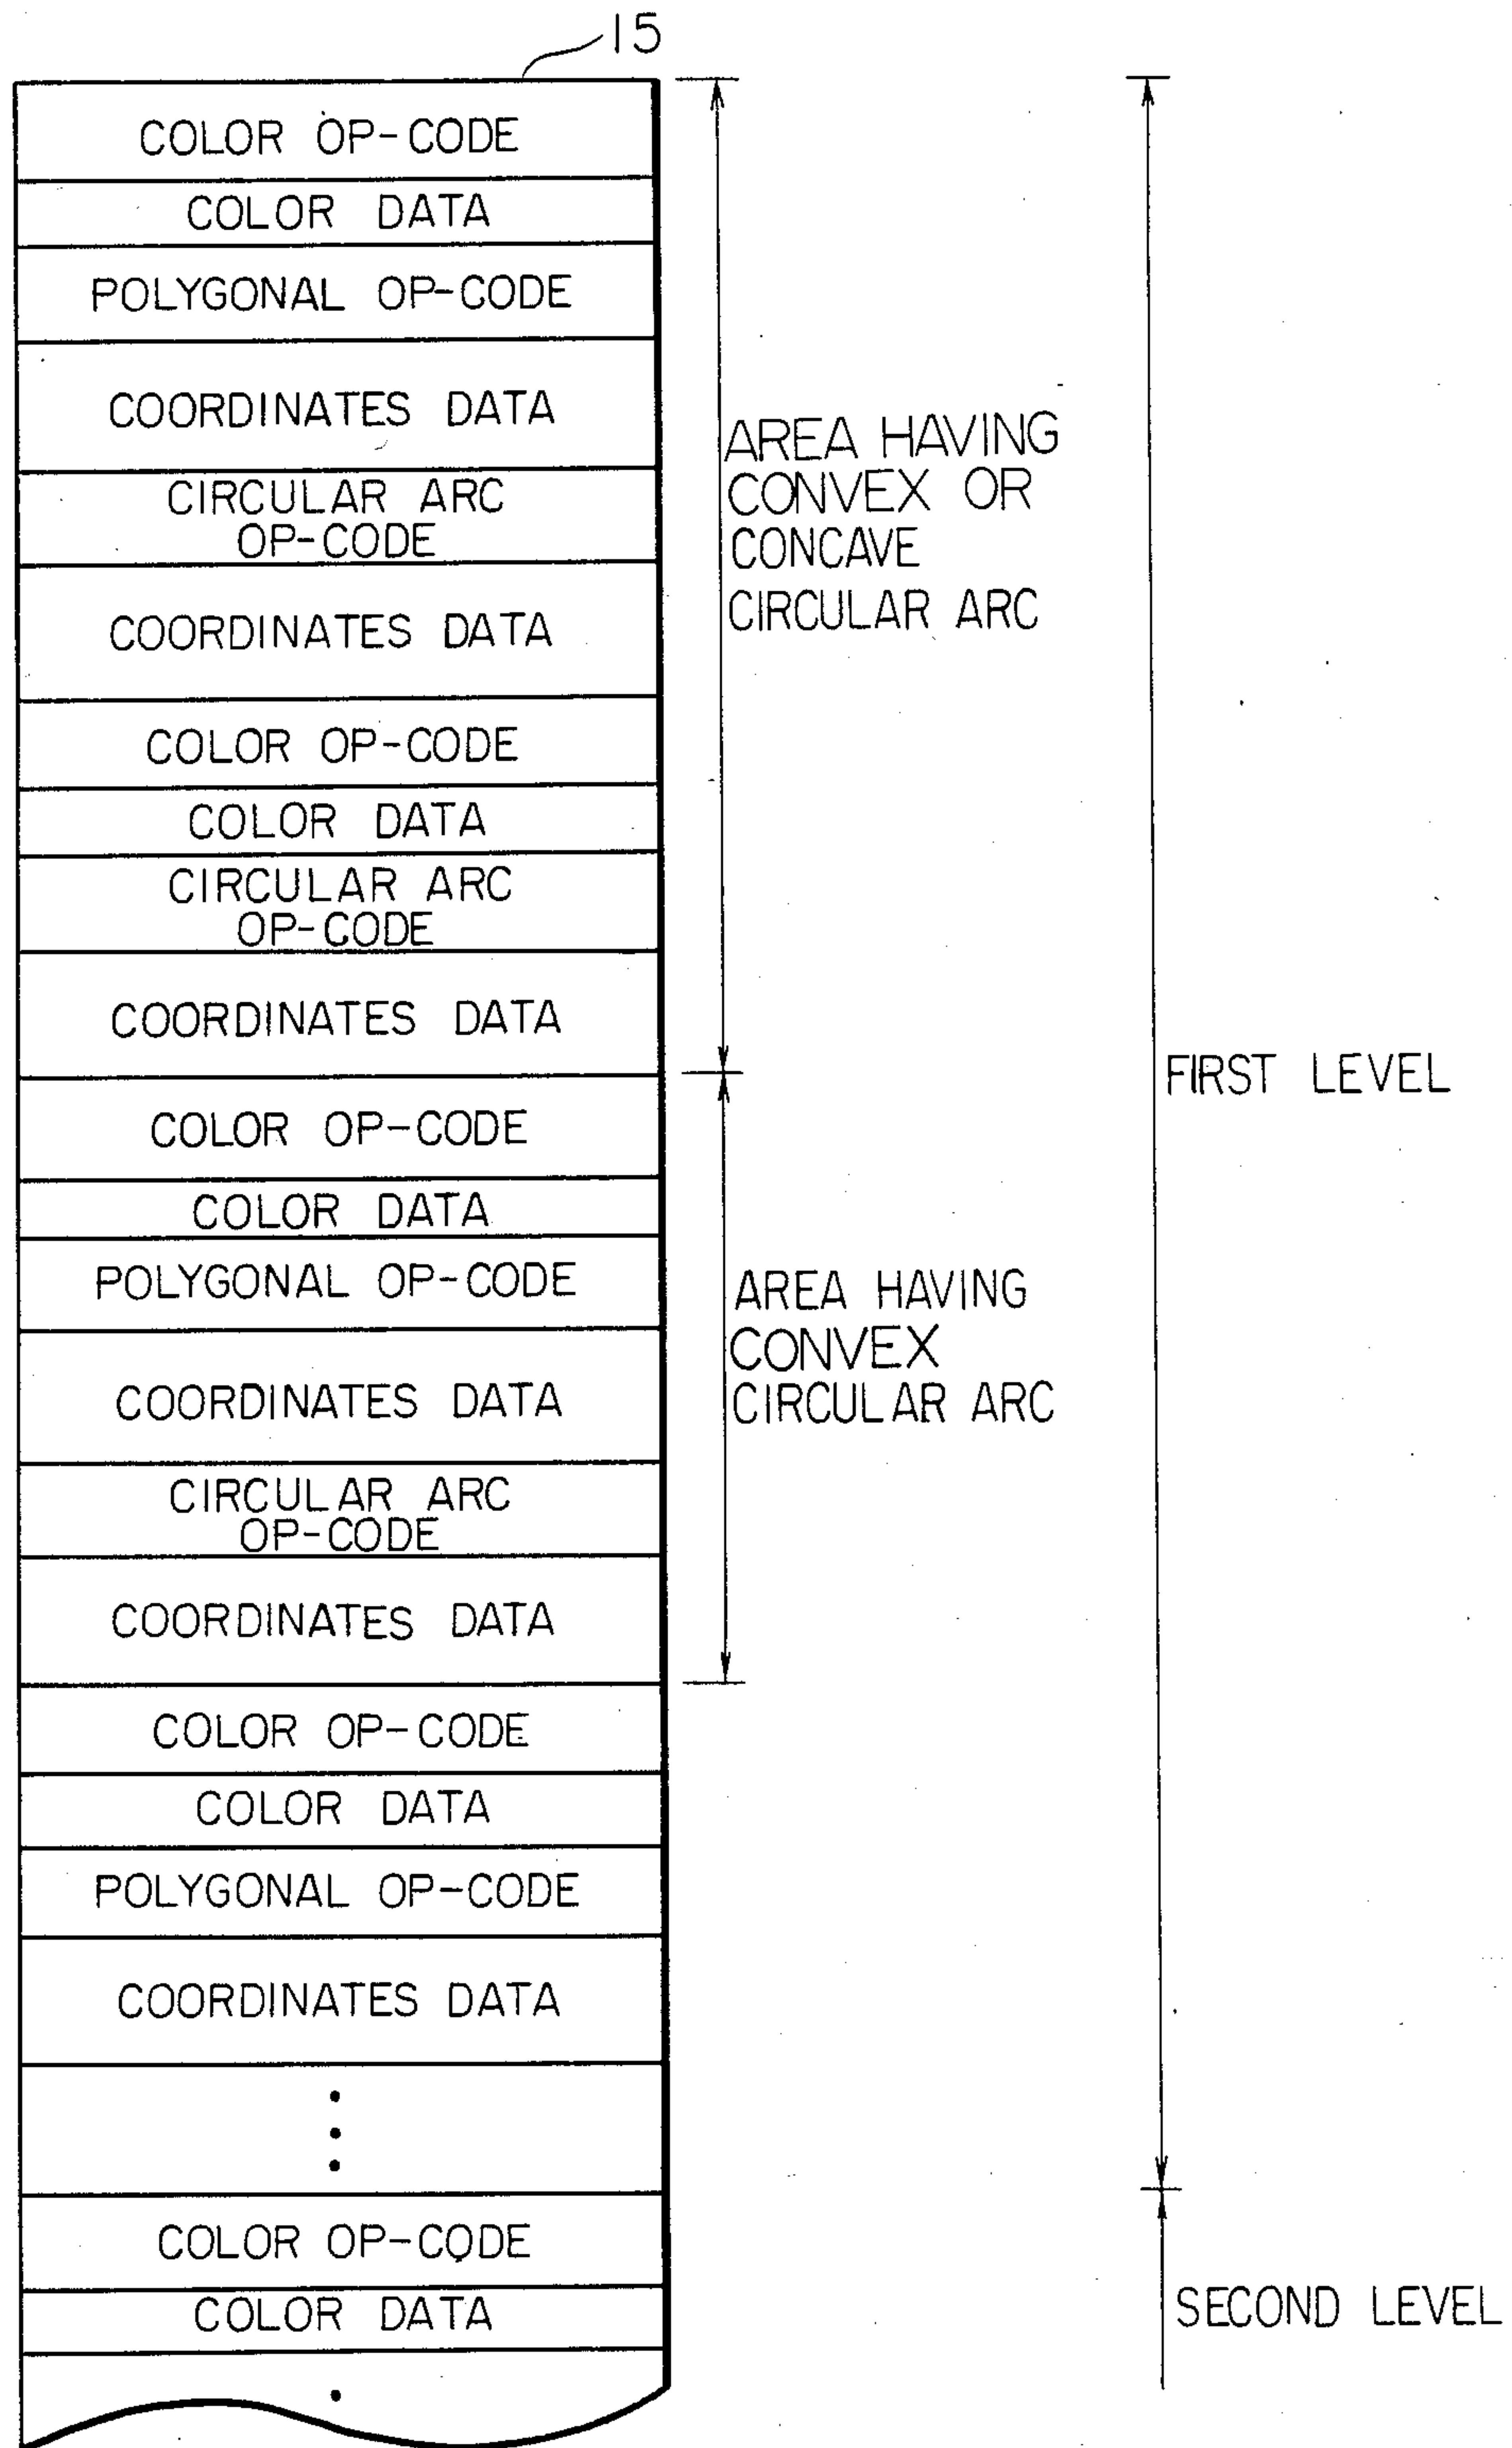 15
COLOR OP-CODE
COLOR DATA
POLYGONAL OP-CODE
COORDINATES DATA
CIRCULAR ARC
OP-CODE
COORDINATES DATA
COLOR OP-CODE
COLOR DATA
CIRCULAR ARC
OP-CODE
COORDINATES DATA
AREA HAVING
CONVEX OR
CONCAVE
CIRCULAR ARC
COLOR OP-CODE
COLOR DATA
POLYGONAL OP-CODE
COORDINATES DATA
CIRCULAR ARC
OP-CODE
COORDINATES DATA
AREA HAVING
CONVEX
CIRCULAR ARC
COLOR OP-CODE
COLOR DATA
POLYGONAL OP-CODE
COORDINATES DATA
FIRST LEVEL
COLOR OP-CODE
COLOR DATA
SECOND LEVEL